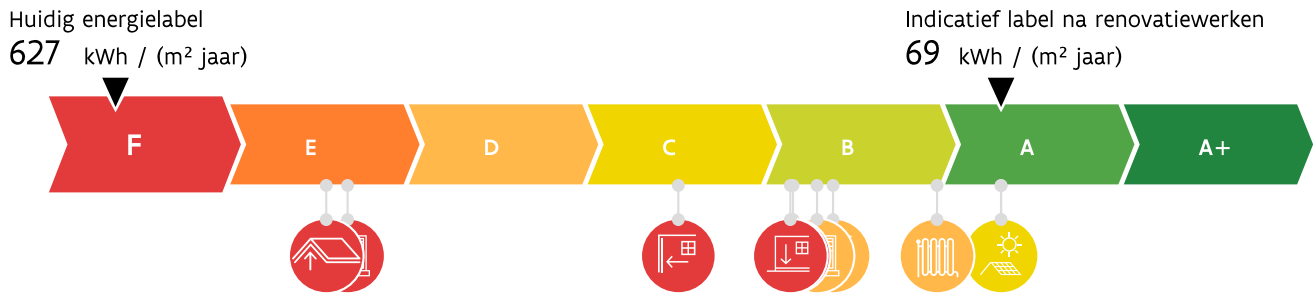 Huidig energielabel
627 kWh / (m² jaar)
Indicatief label na renovatiewerken
69 kWh / (m² jaar)
F
E
D
C
B
A
A+